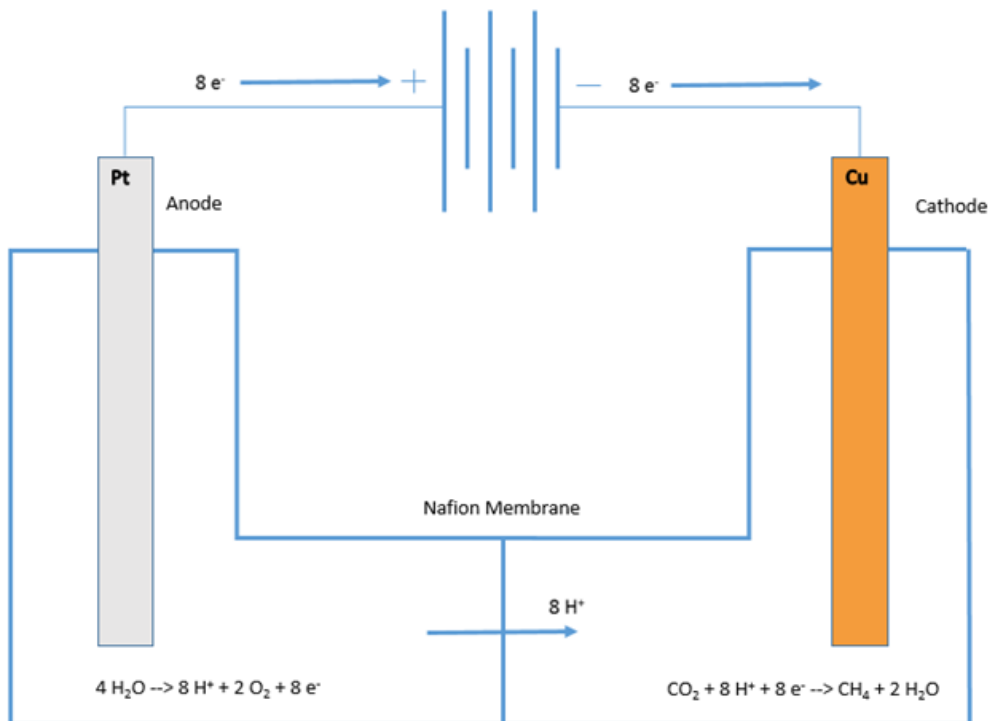 8 e⁻
+
—
8 e⁻
Pt
Cu
Anode
Cathode
Nafion Membrane
8 H⁺
4 H₂O --> 8 H⁺ + 2 O₂ + 8 e⁻
CO₂ + 8 H⁺ + 8 e⁻ --> CH₄ + 2 H₂O